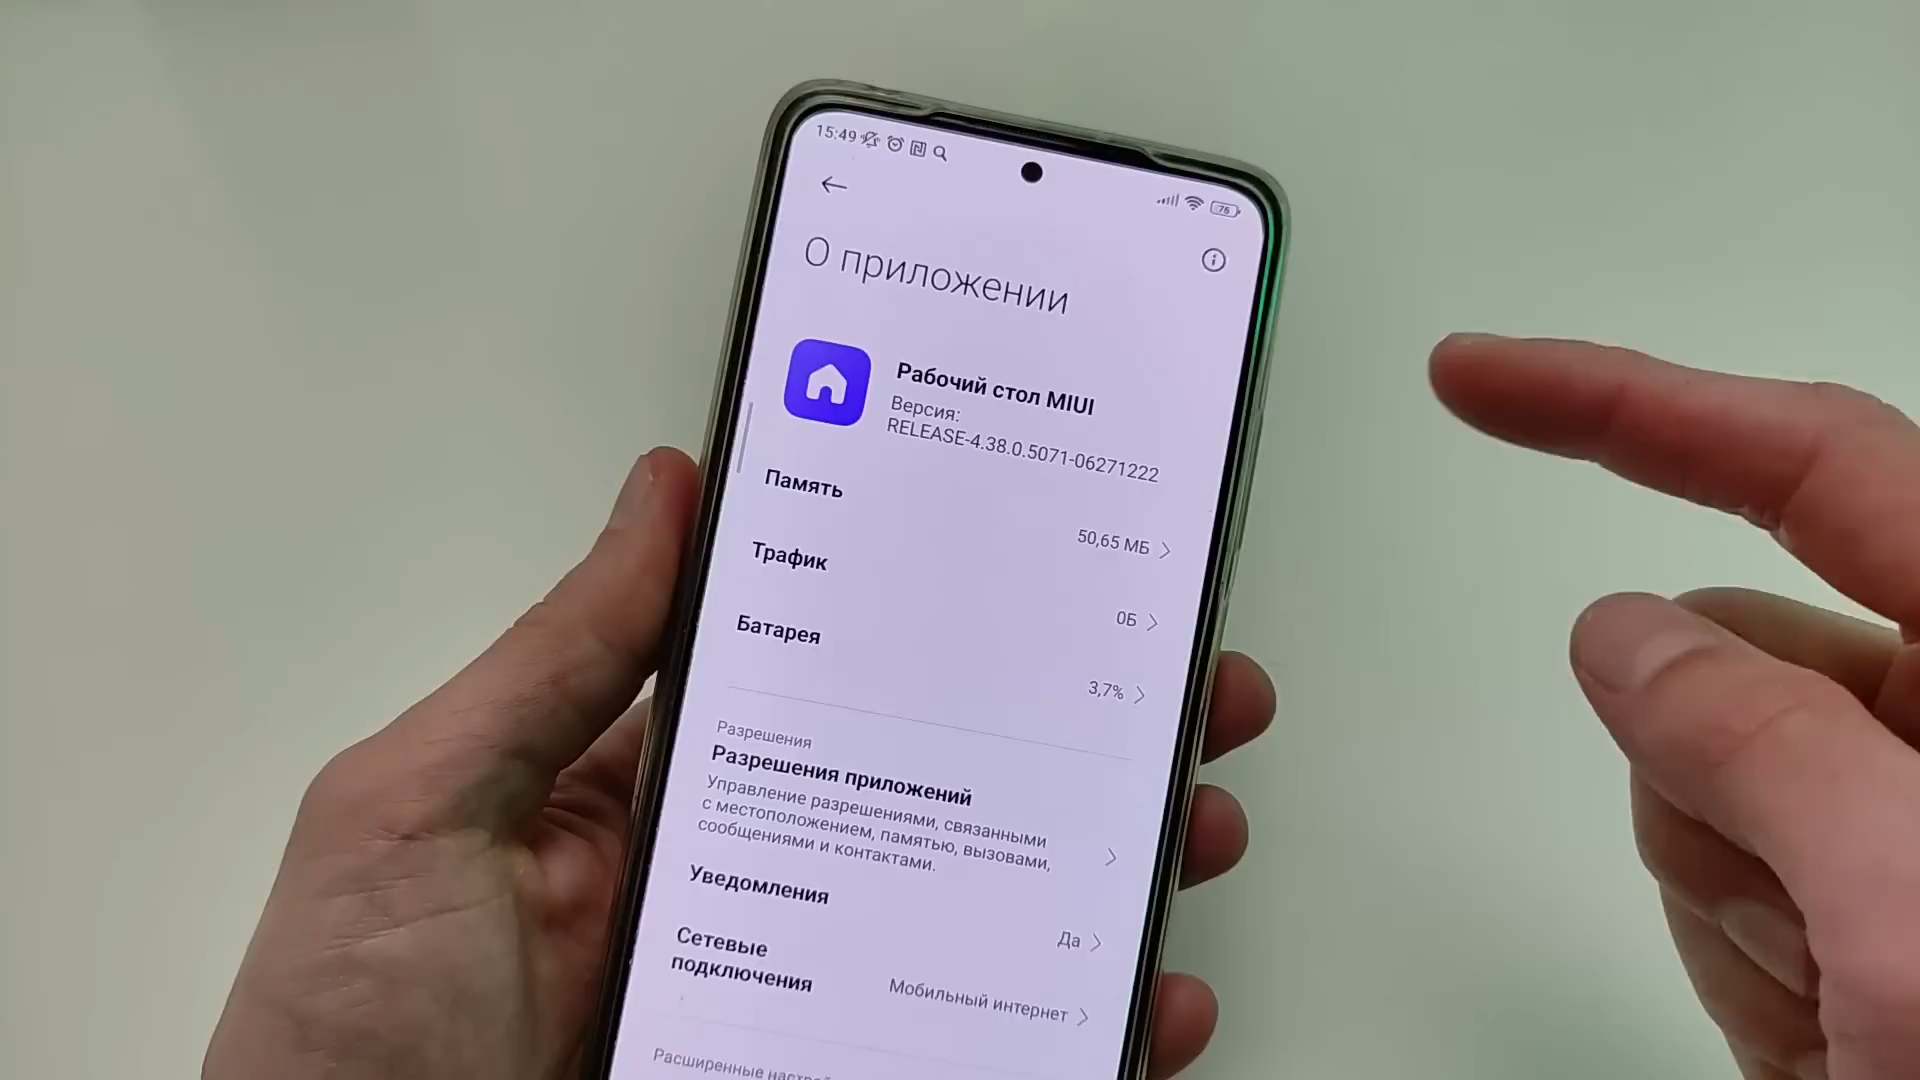 15:49
76
О приложении
Рабочий стол MIUI
Версия:
RELEASE-4.38.0.5071-06271222
Память
50,65 МБ
Трафик
0Б
Батарея
3,7%
Разрешения
Разрешения приложений
Управление разрешениями, связанными
с местоположением, памятью, вызовами,
сообщениями и контактами.
Уведомления
Да
Сетевые
подключения
Мобильный интернет
Расширенные